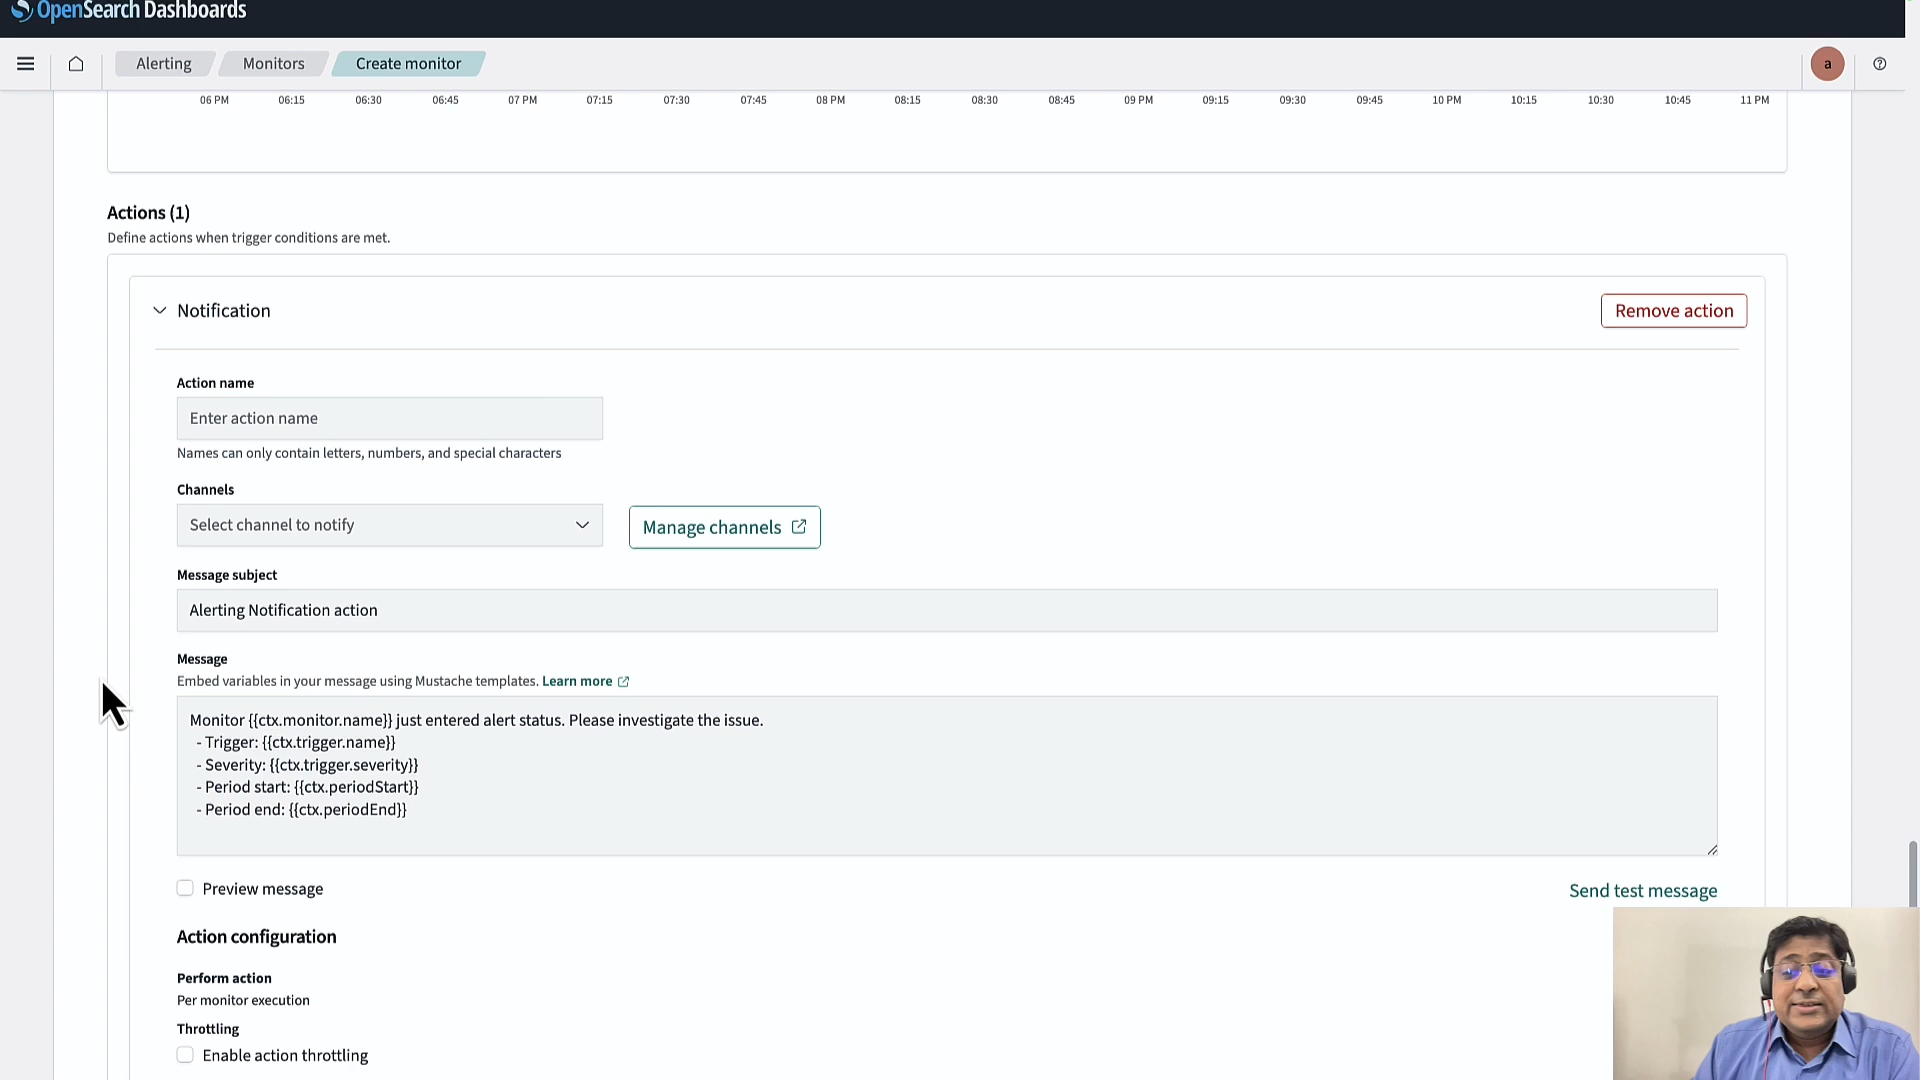 OpenSearch Dashboards
Alerting
Monitors
Create monitor
a
06 PM 06:15 06:30 06:45 07 PM 07:15 07:30 07:45 08 PM 08:15 08:30 08:45 09 PM 09:15 09:30 09:45 10 PM 10:15 10:30 10:45 11 PM
Actions (1)
Define actions when trigger conditions are met.
Notification
Remove action
Action name
Enter action name
Names can only contain letters, numbers, and special characters
Channels
Select channel to notify
Manage channels
Message subject
Alerting Notification action
Message
Embed variables in your message using Mustache templates. Learn more
Monitor {{ctx.monitor.name}} just entered alert status. Please investigate the issue.
- Trigger: {{ctx.trigger.name}}
- Severity: {{ctx.trigger.severity}}
- Period start: {{ctx.periodStart}}
- Period end: {{ctx.periodEnd}}
Preview message
Send test message
Action configuration
Perform action
Per monitor execution
Throttling
Enable action throttling